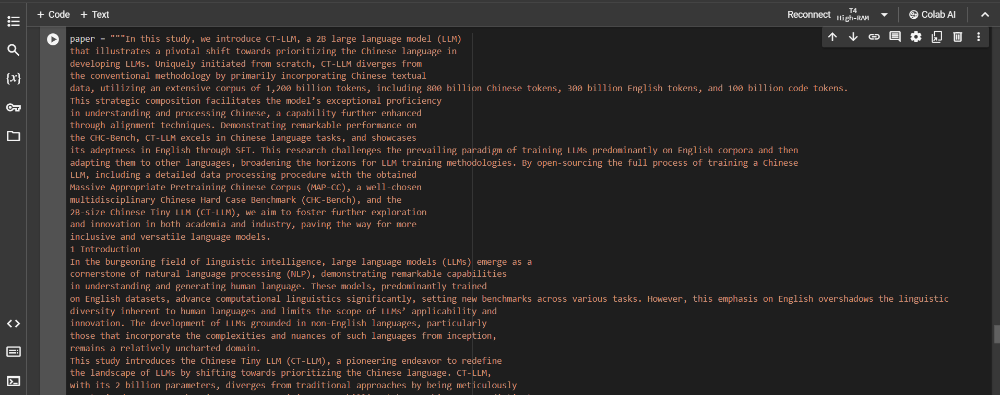 + Code + Text
Reconnect T4 High-RAM Colab AI
{x}
paper = """In this study, we introduce CT-LLM, a 2B large language model (LLM)
that illustrates a pivotal shift towards prioritizing the Chinese language in
developing LLMs. Uniquely initiated from scratch, CT-LLM diverges from
the conventional methodology by primarily incorporating Chinese textual
data, utilizing an extensive corpus of 1,200 billion tokens, including 800 billion Chinese tokens, 300 billion English tokens, and 100 billion code tokens.
This strategic composition facilitates the model’s exceptional proficiency
in understanding and processing Chinese, a capability further enhanced
through alignment techniques. Demonstrating remarkable performance on
the CHC-Bench, CT-LLM excels in Chinese language tasks, and showcases
its adeptness in English through SFT. This research challenges the prevailing paradigm of training LLMs predominantly on English corpora and then
adapting them to other languages, broadening the horizons for LLM training methodologies. By open-sourcing the full process of training a Chinese
LLM, including a detailed data processing procedure with the obtained
Massive Appropriate Pretraining Chinese Corpus (MAP-CC), a well-chosen
multidisciplinary Chinese Hard Case Benchmark (CHC-Bench), and the
2B-size Chinese Tiny LLM (CT-LLM), we aim to foster further exploration
and innovation in both academia and industry, paving the way for more
inclusive and versatile language models.
1 Introduction
In the burgeoning field of linguistic intelligence, large language models (LLMs) emerge as a
cornerstone of natural language processing (NLP), demonstrating remarkable capabilities
in understanding and generating human language. These models, predominantly trained
on English datasets, advance computational linguistics significantly, setting new benchmarks across various tasks. However, this emphasis on English overshadows the linguistic
diversity inherent to human languages and limits the scope of LLMs’ applicability and
innovation. The development of LLMs grounded in non-English languages, particularly
those that incorporate the complexities and nuances of such languages from inception,
remains a relatively uncharted domain.
This study introduces the Chinese Tiny LLM (CT-LLM), a pioneering endeavor to redefine
the landscape of LLMs by shifting towards prioritizing the Chinese language. CT-LLM,
with its 2 billion parameters, diverges from traditional approaches by being meticulously